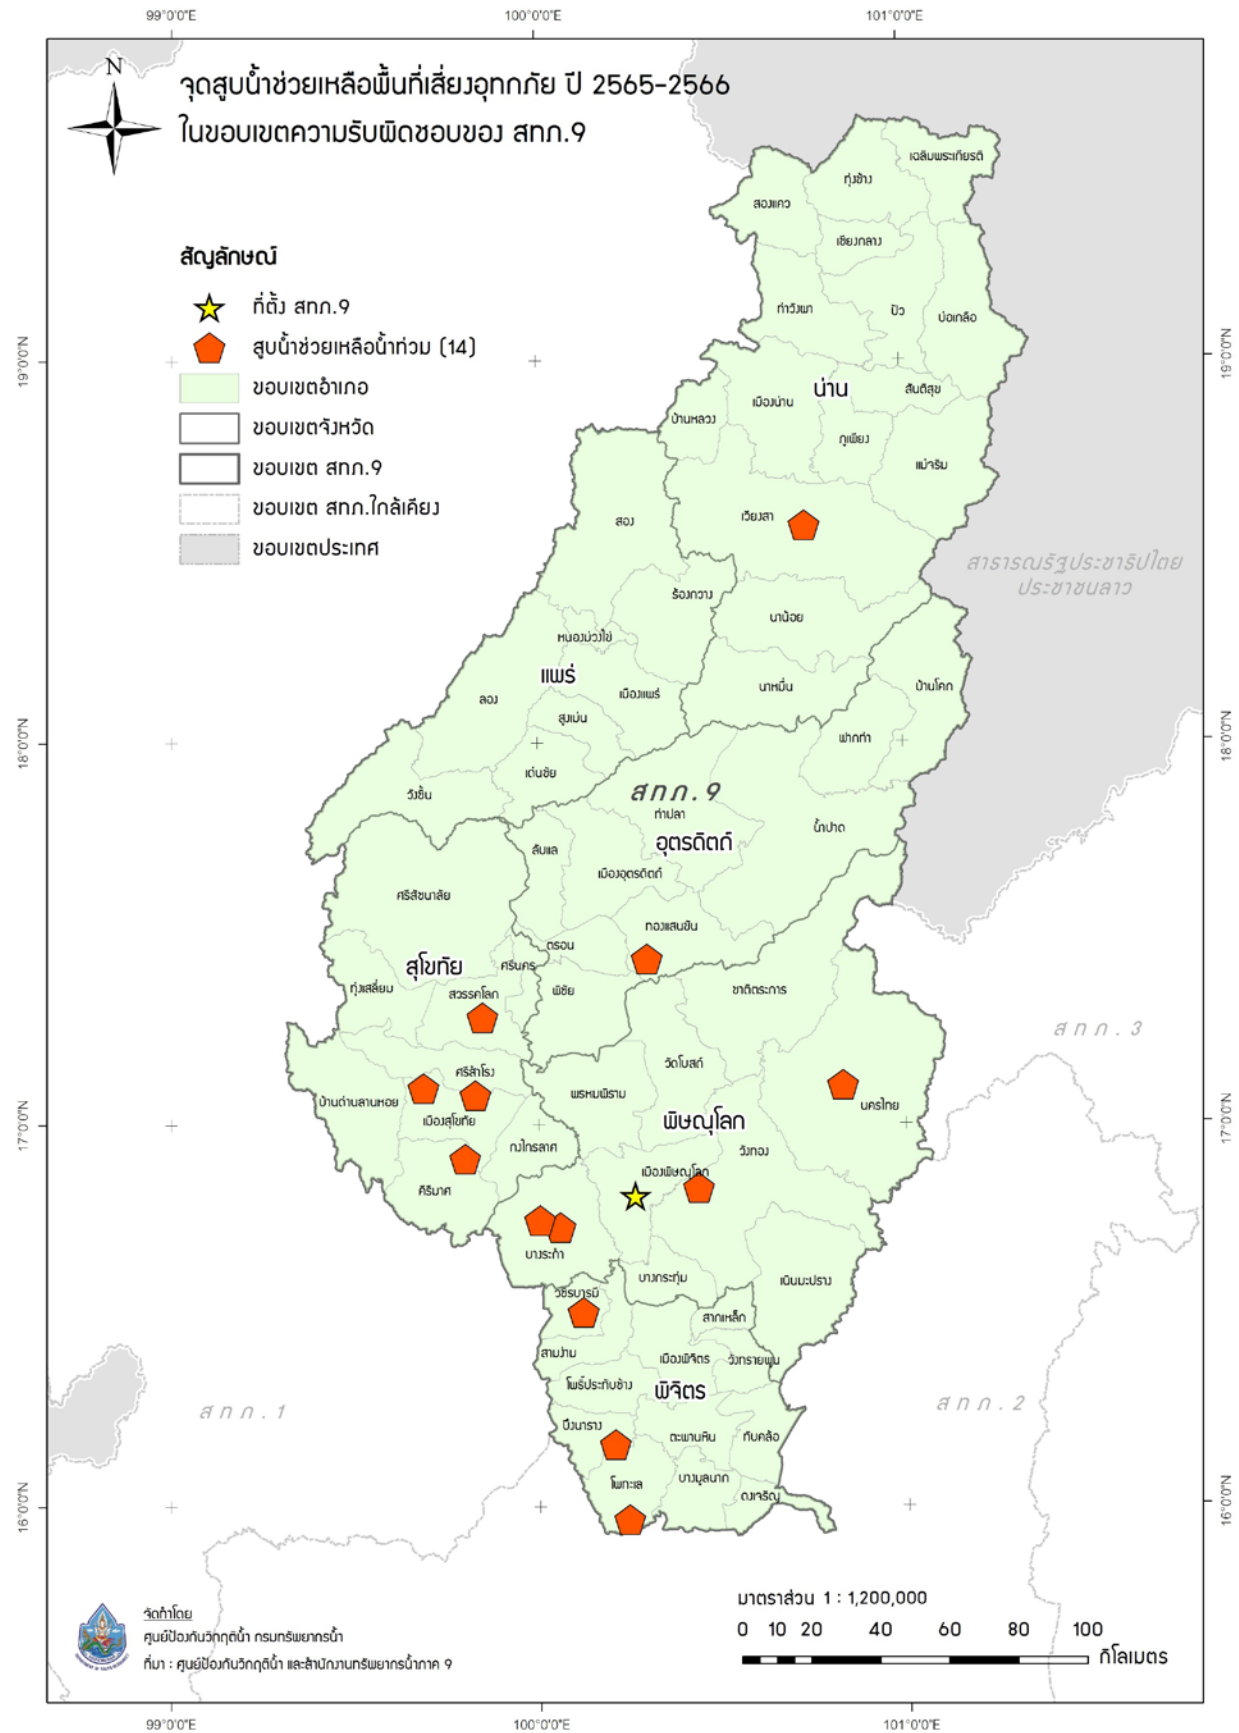 99°0'0"E
100°0'0"E
101°0'0"E
N
จุดสูบน้ำช่วยเหลือพื้นที่เสี่ยงอุทกภัย ปี 2565-2566
ในขอบเขตความรับผิดชอบของ สทภ.9
สัญลักษณ์
ที่ตั้ง สทภ.9
สูบน้ำช่วยเหลือน้ำท่วม (14)
ขอบเขตอำเภอ
ขอบเขตจังหวัด
ขอบเขต สทภ.9
ขอบเขต สทภ.ใกล้เคียง
ขอบเขตประเทศ
เฉลิมพระเกียรติ
ทุ่งช้าง
สองแคว
เชียงกลาง
ท่าวังผา
ปัว
บ่อเกลือ
19°0'0"N
19°0'0"N
น่าน
สันติสุข
เมืองน่าน
บ้านหลวง
ภูเพียง
แม่จริม
เวียงสา
สอง
สาธารณรัฐประชาธิปไตย
ประชาชนลาว
ร้องกวาง
นาน้อย
หนองม่วงไข่
แพร่
เมืองแพร่
นาหมื่น
บ้านโคก
ลอง
สูงเม่น
ฟากท่า
18°0'0"N
18°0'0"N
เด่นชัย
วังชิ้น
สทภ.9
ท่าปลา
น้ำปาด
อุตรดิตถ์
ลับแล
เมืองอุตรดิตถ์
ศรีสัชนาลัย
ทองแสนขัน
ตรอน
สุโขทัย
ศรีนคร
ทุ่งเสลี่ยม
สวรรคโลก
พิชัย
ชาติตระการ
สทภ.3
วัดโบสถ์
ศรีสำโรง
พรหมพิราม
บ้านด่านลานหอย
นครไทย
เมืองสุโขทัย
พิษณุโลก
17°0'0"N
17°0'0"N
กงไกรลาศ
วังทอง
เมืองพิษณุโลก
คีรีมาศ
บางระกำ
บางกระทุ่ม
เนินมะปราง
วชิรบารมี
สากเหล็ก
สามง่าม
เมืองพิจิตร
วังทรายพูน
โพธิ์ประทับช้าง
พิจิตร
สทภ.1
สทภ.2
บึงนาราง
ตะพานหิน
ทับคล้อ
โพทะเล
บางมูลนาก
ดงเจริญ
16°0'0"N
16°0'0"N
มาตราส่วน 1 : 1,200,000
0 10 20 40 60 80 100
กิโลเมตร
จัดทำโดย
ศูนย์ป้องกันวิกฤติน้ำ กรมทรัพยากรน้ำ
ที่มา : ศูนย์ป้องกันวิกฤติน้ำ และสำนักงานทรัพยากรน้ำภาค 9
99°0'0"E
100°0'0"E
101°0'0"E